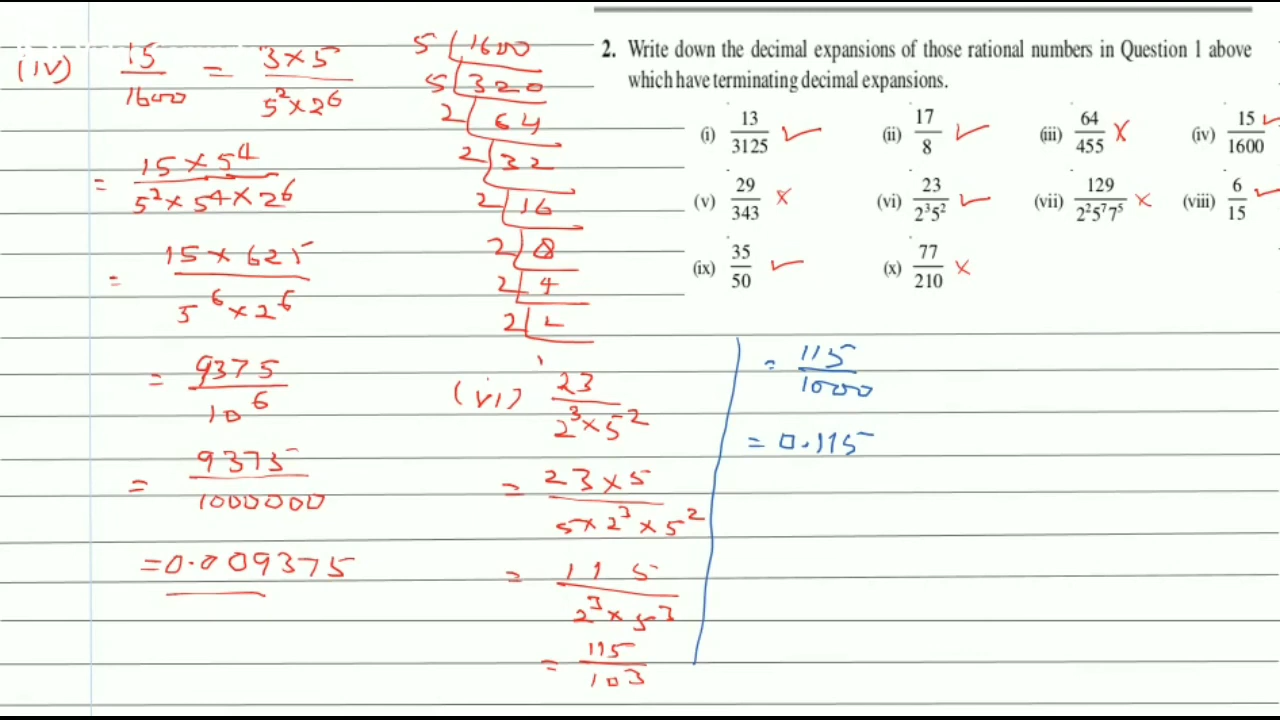 2. Write down the decimal expansions of those rational numbers in Question 1 above
which have terminating decimal expansions.
(i) 13/3125 ✓ (ii) 17/8 ✓ (iii) 64/455 × (iv) 15/1600 ✓
(v) 29/343 × (vi) 23/2³5² ✓ (vii) 129/2²5⁷7⁵ × (viii) 6/15 ✓
(ix) 35/50 ✓ (x) 77/210 ×
(iv) 15/1600 = 3×5/5²×2⁶
= 15×5⁴/5²×5⁴×2⁶
= 15×625/5⁶×2⁶
= 9375/10⁶
= 9375/1000000
=0.009375
5 1600
5 320
2 64
2 32
2 16
2 8
2 4
2 2
(vi) 23/2³×5²
= 23×5/5×2³×5²
= 115/2³×5³
= 115/10³
= 115/1000
= 0.115